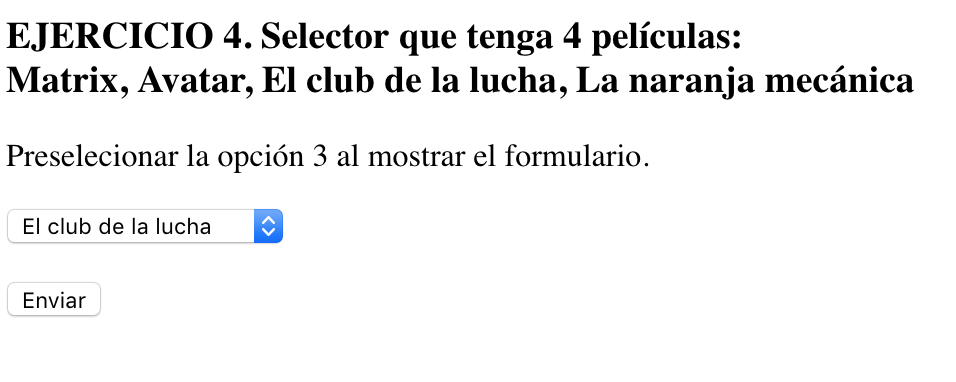 EJERCICIO 4. Selector que tenga 4 películas:
Matrix, Avatar, El club de la lucha, La naranja mecánica
Preselecionar la opción 3 al mostrar el formulario.
El club de la lucha
Enviar